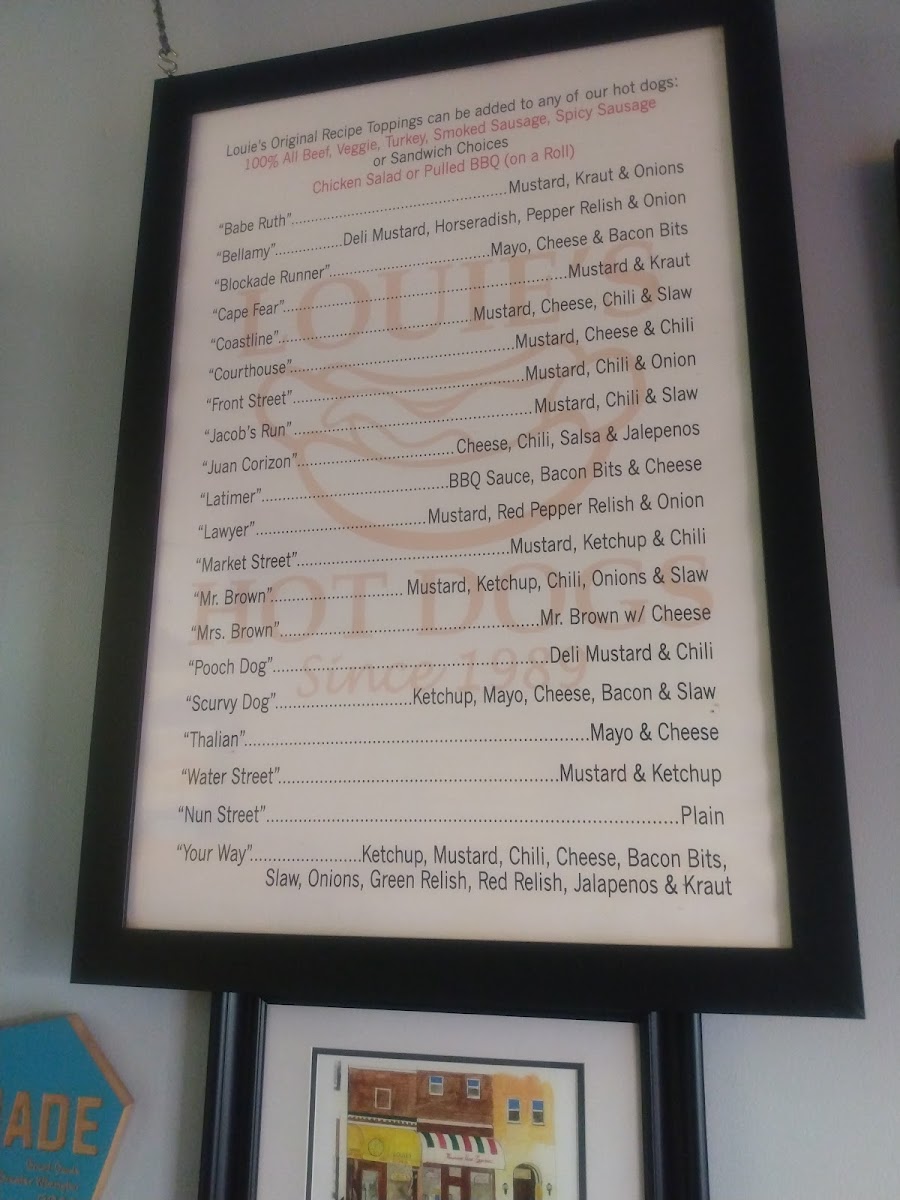 Louie's Original Recipe Toppings can be added to any of our hot dogs:
100% All Beef, Veggie, Turkey, Smoked Sausage, Spicy Sausage
or Sandwich Choices
Chicken Salad or Pulled BBQ (on a Roll)
"Babe Ruth"..............................Mustard, Kraut & Onions
"Bellamy"................Deli Mustard, Horseradish, Pepper Relish & Onion
"Blockade Runner"..............................Mayo, Cheese & Bacon Bits
"Cape Fear"..............................Mustard & Kraut
"Coastline"..............................Mustard, Cheese, Chili & Slaw
"Courthouse"..............................Mustard, Cheese & Chili
"Front Street"..............................Mustard, Chili & Onion
"Jacob's Run"..............................Mustard, Chili & Slaw
"Juan Corizon"..............................Cheese, Chili, Salsa & Jalepenos
"Latimer"..............................BBQ Sauce, Bacon Bits & Cheese
"Lawyer"..............................Mustard, Red Pepper Relish & Onion
"Market Street"..............................Mustard, Ketchup & Chili
"Mr. Brown".............................. Mustard, Ketchup, Chili, Onions & Slaw
"Mrs. Brown"..............................Mr. Brown w/ Cheese
"Pooch Dog"..............................Deli Mustard & Chili
"Scurvy Dog"..............................Ketchup, Mayo, Cheese, Bacon & Slaw
"Thalian"..............................Mayo & Cheese
"Water Street"..............................Mustard & Ketchup
"Nun Street"..............................Plain
"Your Way"......................Ketchup, Mustard, Chili, Cheese, Bacon Bits,
Slaw, Onions, Green Relish, Red Relish, Jalapenos & Kraut
LOUIE'S
HOT DOGS
Since 1989
ADE